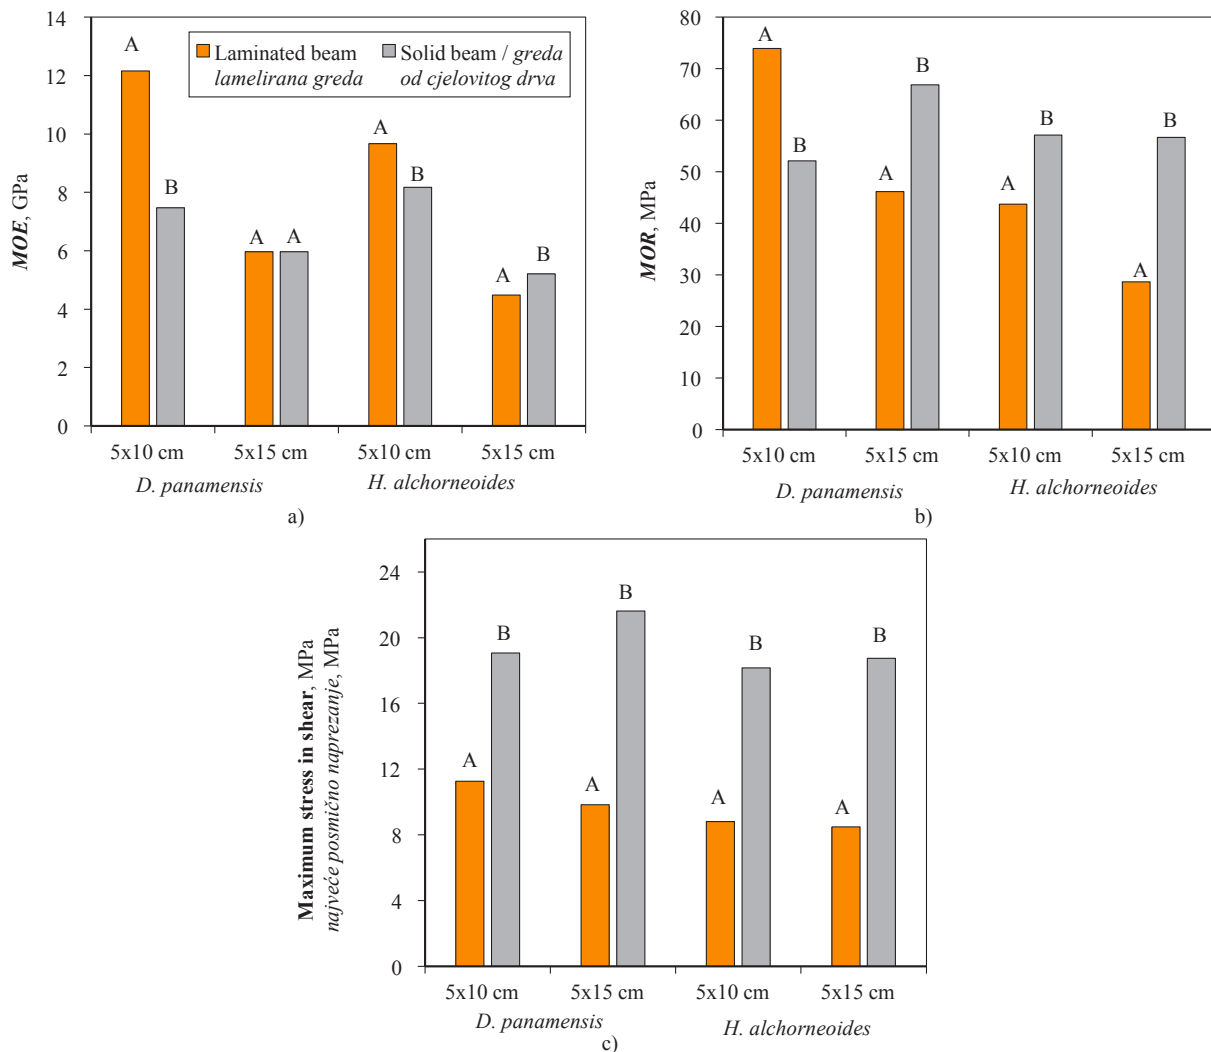 14
12
10
8
6
4
2
0
MOE, GPa
Laminated beam
lamelirana greda
Solid beam / greda
od cjelovitog drva
A
B
A
A
A
B
A
B
5x10 cm
5x15 cm
5x10 cm
5x15 cm
D. panamensis
H. alchorneoides
a)
80
70
60
50
40
30
20
10
0
MOR, MPa
A
B
A
B
A
B
A
B
5x10 cm
5x15 cm
5x10 cm
5x15 cm
D. panamensis
H. alchorneoides
b)
24
20
16
12
8
4
0
Maximum stress in shear, MPa
najveće posmično naprezanje, MPa
A
B
A
B
A
B
A
B
5x10 cm
5x15 cm
5x10 cm
5x15 cm
D. panamensis
H. alchorneoides
c)